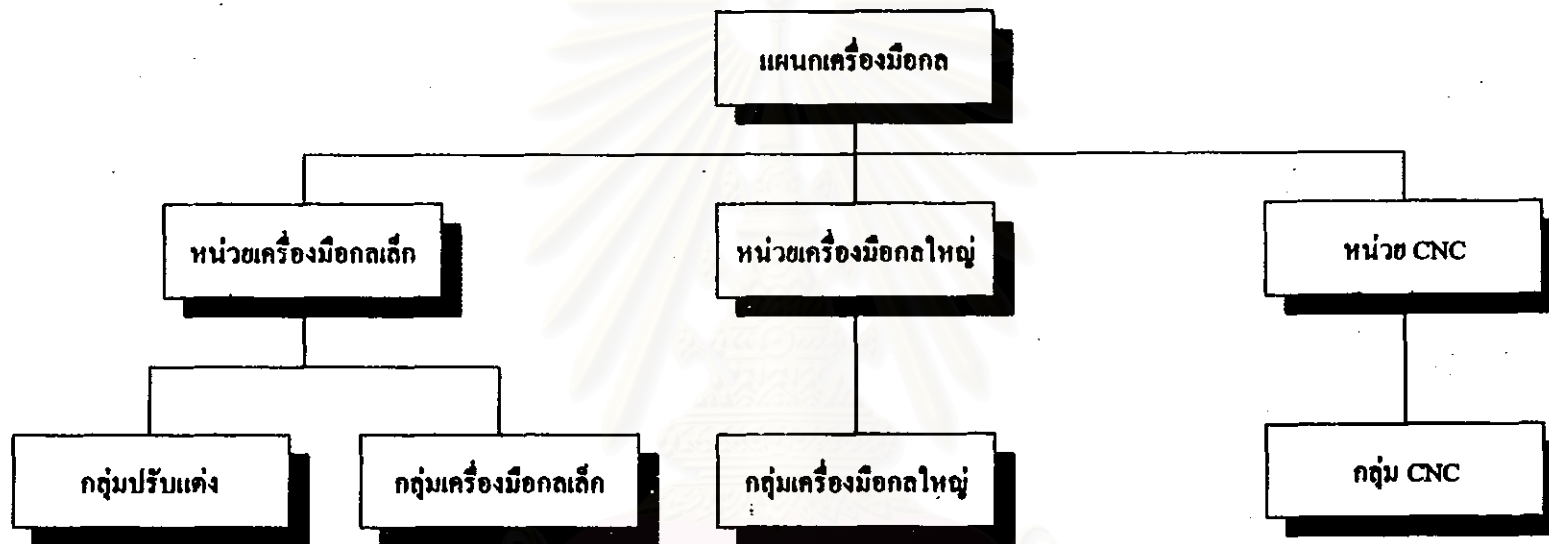 แผนกเครื่องมือกล
หน่วยเครื่องมือกลเล็ก
หน่วยเครื่องมือกลใหญ่
หน่วย CNC
กลุ่มปรับแต่ง
กลุ่มเครื่องมือกลเล็ก
กลุ่มเครื่องมือกลใหญ่
กลุ่ม CNC